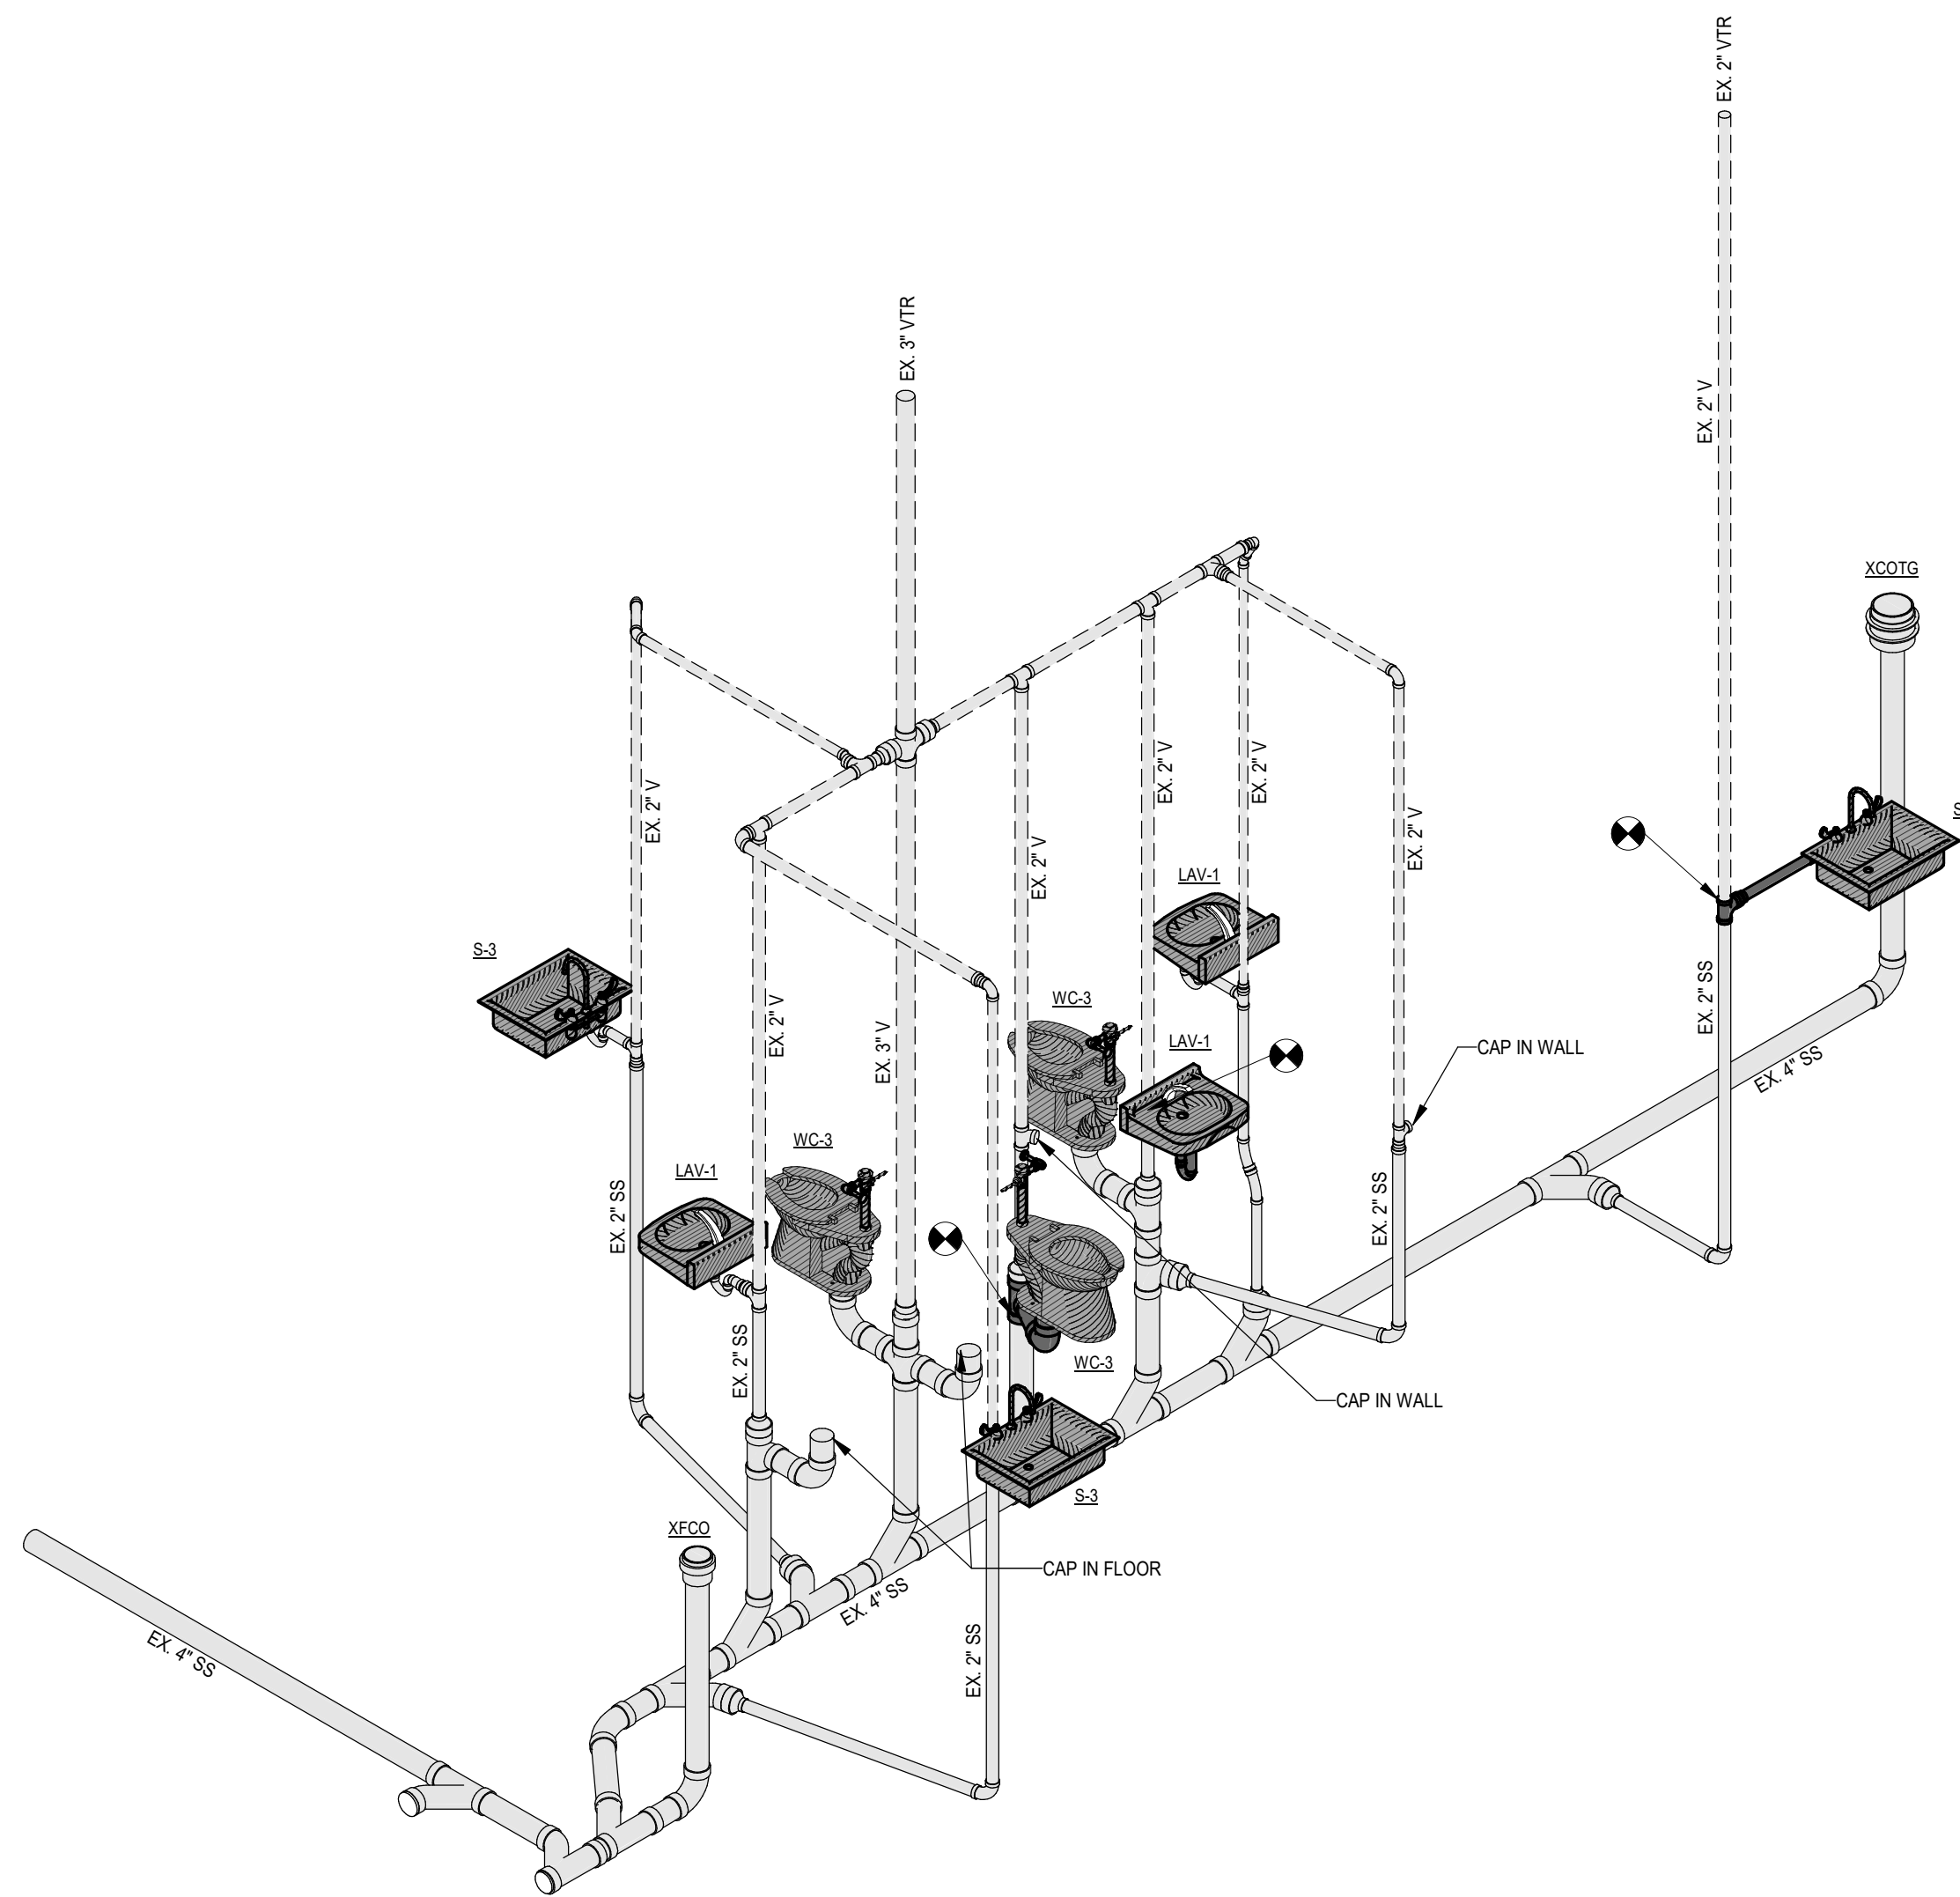 EX. 2" VTR
EX. 3" VTR
EX. 2" V
XCOTG
EX. 2" V
EX. 2" V
EX. 2" V
EX. 2" V
EX. 2" V
S
LAV-1
S-3
EX. 2" V
EX. 3" V
WC-3
LAV-1
EX. 2" SS
CAP IN WALL
EX. 4" SS
WC-3
LAV-1
EX. 2" SS
EX. 2" SS
EX. 2" SS
WC-3
CAP IN WALL
S-3
XFCO
CAP IN FLOOR
EX. 4" SS
EX. 4" SS
EX. 2" SS